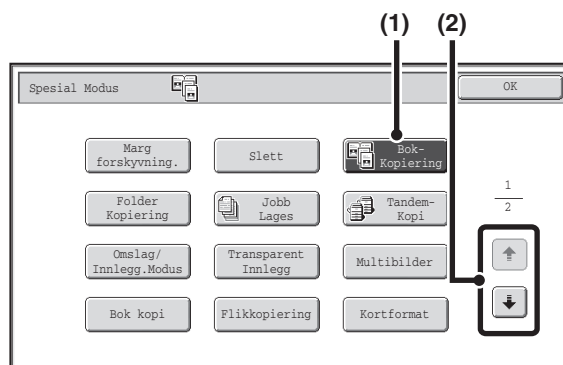 (1) (2)
Spesial Modus
OK
Marg
forskyvning.
Slett
Bok-
Kopiering
Folder
Kopiering
Jobb
Lages
Tandem-
Kopi
1
2
Omslag/
Innlegg.Modus
Transparent
Innlegg
Multibilder
Bok kopi
Flikkopiering
Kortformat